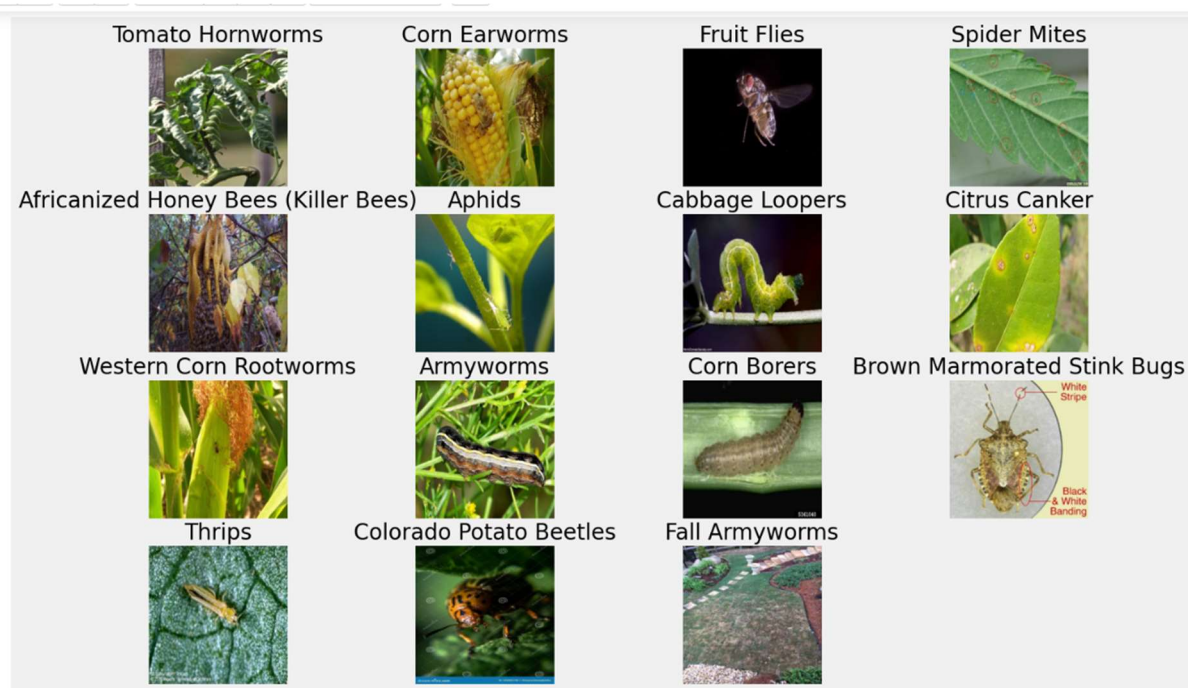 Tomato Hornworms
Corn Earworms
Fruit Flies
Spider Mites
Africanized Honey Bees (Killer Bees)
Aphids
Cabbage Loopers
Citrus Canker
Western Corn Rootworms
Armyworms
Corn Borers
Brown Marmorated Stink Bugs
White
Stripe
Black
& White
Banding
Thrips
Colorado Potato Beetles
Fall Armyworms